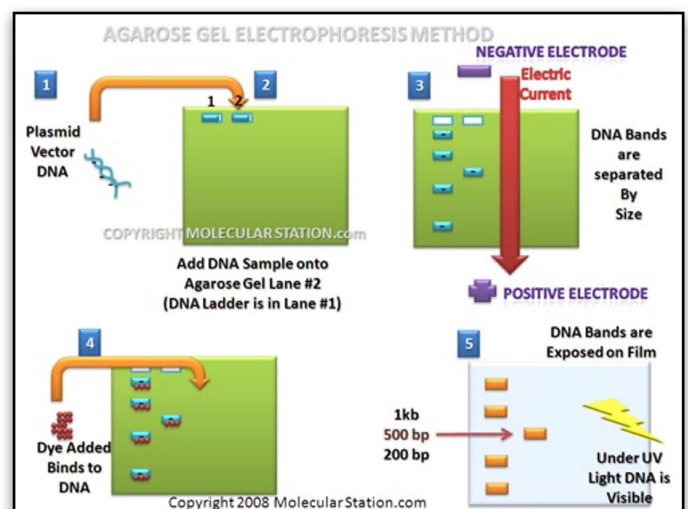 AGAROSE GEL ELECTROPHORESIS METHOD
1
Plasmid
Vector
DNA
2
1 2
COPYRIGHT MOLECULARSTATION.com
Add DNA Sample onto
Agarose Gel Lane #2
(DNA Ladder is in Lane #1)
NEGATIVE ELECTRODE
3
Electric
Current
DNA Bands
are
separated
By
Size
POSITIVE ELECTRODE
4
Dye Added
Binds to
DNA
5
DNA Bands are
Exposed on Film
1kb
500 bp
200 bp
Under UV
Light DNA is
Visible
Copyright 2008 MolecularStation.com